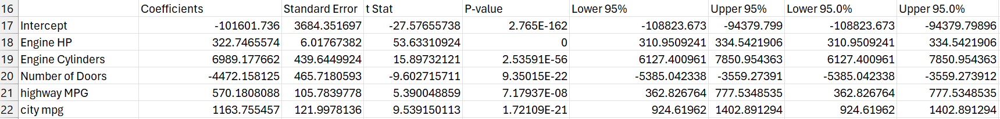 16 Coefficients Standard Error t Stat P-value Lower 95% Upper 95% Lower 95.0% Upper 95.0%
17 Intercept -101601.736 3684.351697 -27.57655738 2.765E-162 -108823.673 -94379.799 -108823.673 -94379.79896
18 Engine HP 322.7465574 6.01767382 53.63310924 0 310.9509241 334.5421906 310.9509241 334.5421906
19 Engine Cylinders 6989.177662 439.6449924 15.89732121 2.53591E-56 6127.400961 7850.954363 6127.400961 7850.954363
20 Number of Doors -4472.158125 465.7180593 -9.602715711 9.35015E-22 -5385.042338 -3559.27391 -5385.042338 -3559.273912
21 highway MPG 570.1808088 105.7839778 5.390048859 7.17937E-08 362.826764 777.5348535 362.826764 777.5348535
22 city mpg 1163.755457 121.9978136 9.539150113 1.72109E-21 924.61962 1402.891294 924.61962 1402.891294